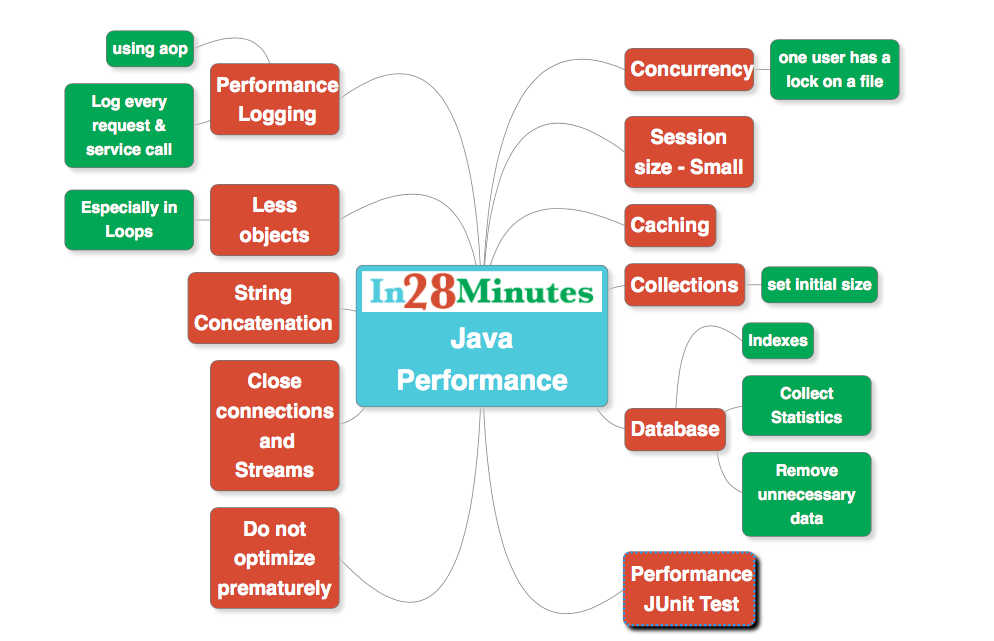 In28Minutes
Java
Performance
using aop
Performance
Logging
Log every
request &
service call
Less
objects
Especially in
Loops
String
Concatenation
Close
connections
and
Streams
Do not
optimize
prematurely
Concurrency
one user has a
lock on a file
Session
size - Small
Caching
Collections
set initial size
Database
Indexes
Collect
Statistics
Remove
unnecessary
data
Performance
JUnit Test